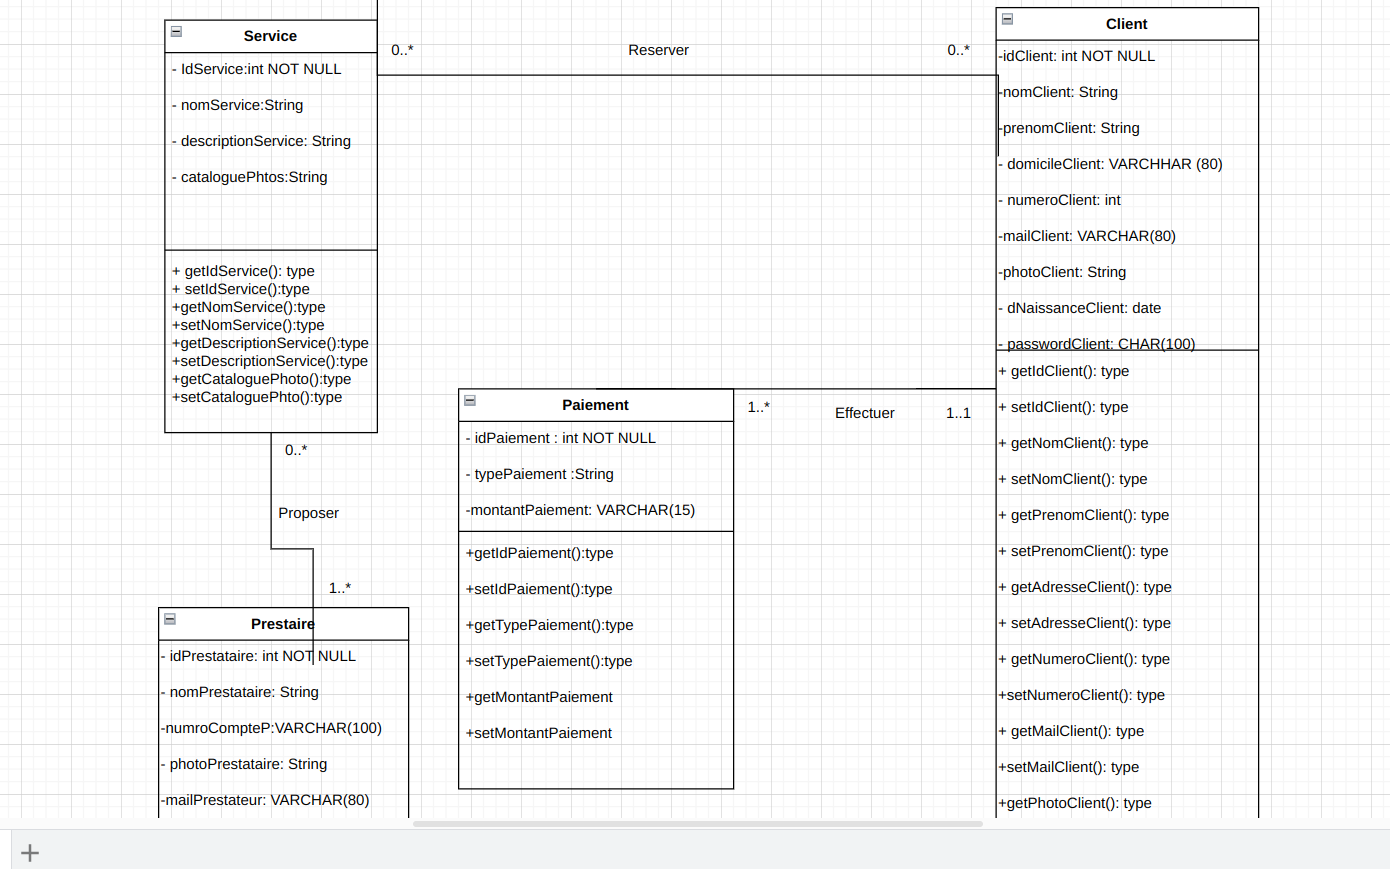 Service
- IdService:int NOT NULL
- nomService:String
- descriptionService: String
- cataloguePhtos:String
+ getIdService(): type
+ setIdService():type
+getNomService():type
+setNomService():type
+getDescriptionService():type
+setDescriptionService():type
+getCataloguePhoto():type
+setCataloguePhto():type
0..*
Reserver
0..*
Client
-idClient: int NOT NULL
-nomClient: String
-prenomClient: String
- domicileClient: VARCHHAR (80)
- numeroClient: int
-mailClient: VARCHAR(80)
-photoClient: String
- dNaissanceClient: date
- passwordClient: CHAR(100)
+ getIdClient(): type
+ setIdClient(): type
+ getNomClient(): type
+ setNomClient(): type
+ getPrenomClient(): type
+ setPrenomClient(): type
+ getAdresseClient(): type
+ setAdresseClient(): type
+ getNumeroClient(): type
+setNumeroClient(): type
+ getMailClient(): type
+setMailClient(): type
+getPhotoClient(): type
1..*
Effectuer
1..1
Paiement
- idPaiement : int NOT NULL
- typePaiement :String
-montantPaiement: VARCHAR(15)
+getIdPaiement():type
+setIdPaiement():type
+getTypePaiement():type
+setTypePaiement():type
+getMontantPaiement
+setMontantPaiement
0..*
Proposer
1..*
Prestaire
- idPrestataire: int NOT NULL
- nomPrestataire: String
-numroCompteP:VARCHAR(100)
- photoPrestataire: String
-mailPrestateur: VARCHAR(80)